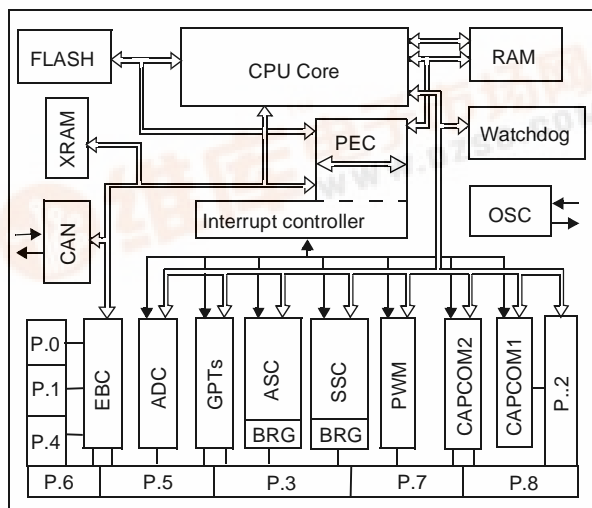 FLASH
CPU Core
RAM
XRAM
PEC
Watchdog
CAN
Interrupt controller
OSC
P.0
P.1
P.4
EBC
ADC
GPTs
ASC
BRG
SSC
BRG
PWM
CAPCOM2
CAPCOM1
P..2
P.6
P.5
P.3
P.7
P.8